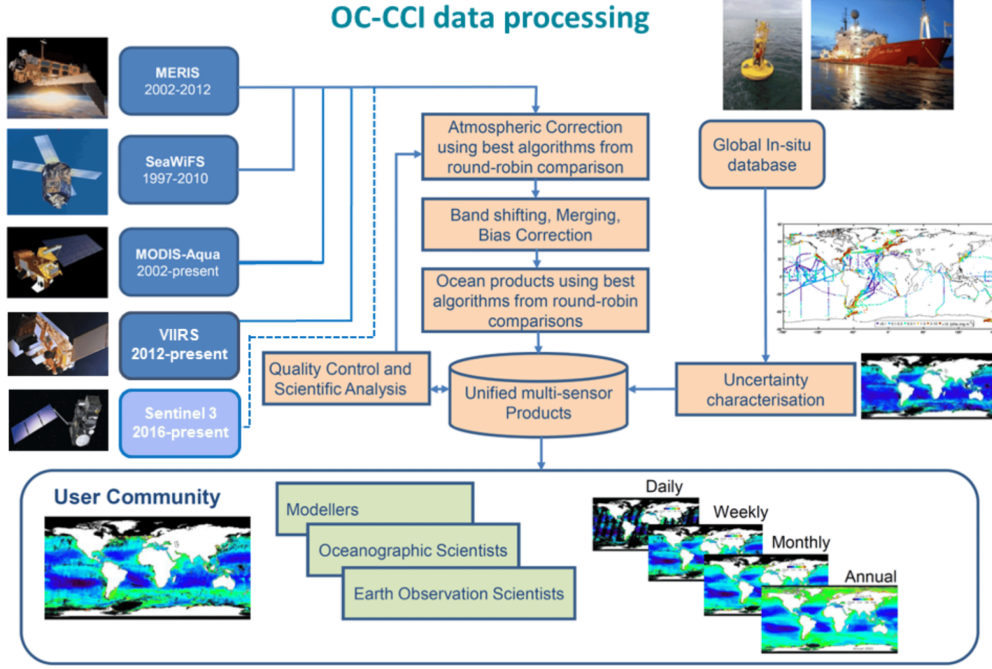 OC-CCI data processing
MERIS
2002-2012
SeaWiFS
1997-2010
MODIS-Aqua
2002-present
VIIRS
2012-present
Sentinel 3
2016-present
Atmospheric Correction
using best algorithms from
round-robin comparison
Band shifting, Merging,
Bias Correction
Ocean products using best
algorithms from round-robin
comparisons
Quality Control and
Scientific Analysis
Unified multi-sensor
Products
Global In-situ
database
Uncertainty
characterisation
User Community
Modellers
Oceanographic Scientists
Earth Observation Scientists
Daily
Weekly
Monthly
Annual